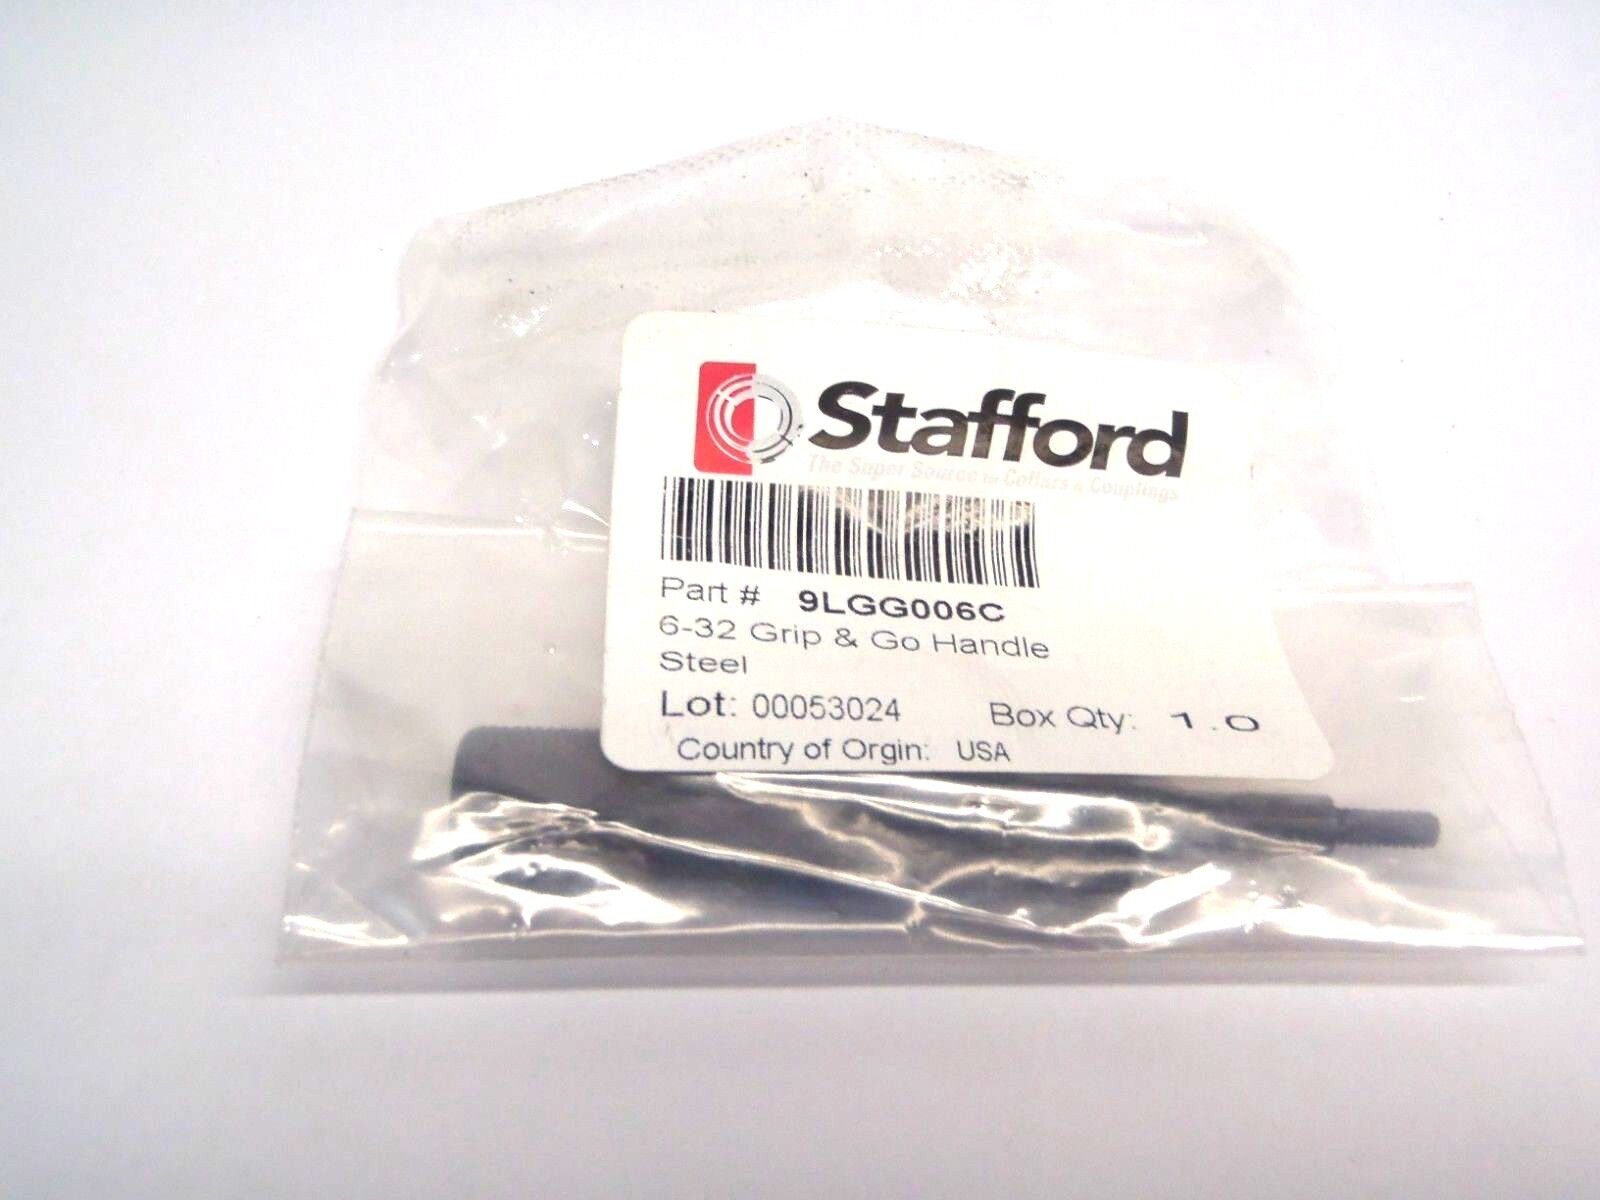 Stafford
The Super Source for Collars & Couplings
Part # 9LGG006C
6-32 Grip & Go Handle
Steel
Lot: 00053024 Box Qty: 1.0
Country of Orgin: USA